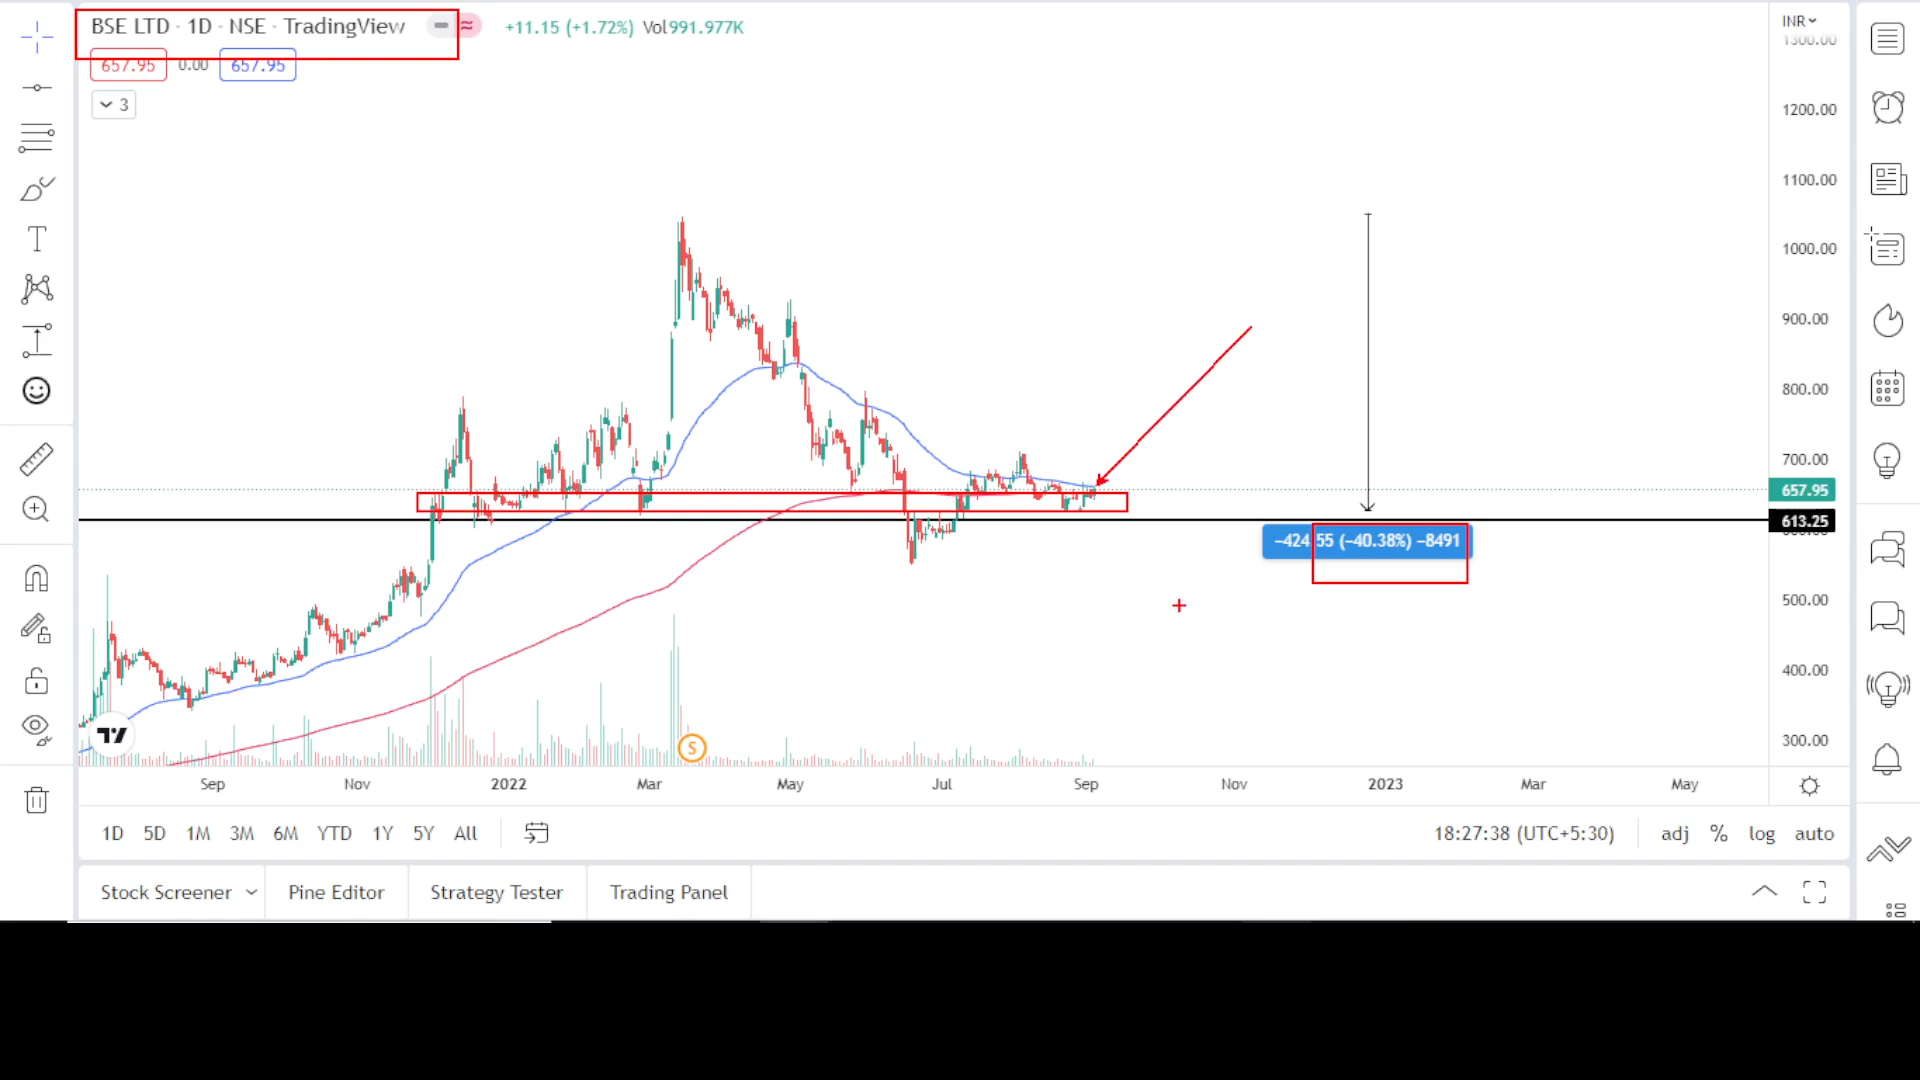 BSE LTD · 1D · NSE · TradingView
+11.15 (+1.72%) Vol991.977K
657.95 0.00 657.95
3
INR
1300.00
1200.00
1100.00
1000.00
900.00
800.00
700.00
657.95
613.25
500.00
400.00
300.00
−424.55 (−40.38%) −8491
S
Sep Nov 2022 Mar May Jul Sep Nov 2023 Mar May
1D 5D 1M 3M 6M YTD 1Y 5Y All
18:27:38 (UTC+5:30) adj % log auto
Stock Screener Pine Editor Strategy Tester Trading Panel